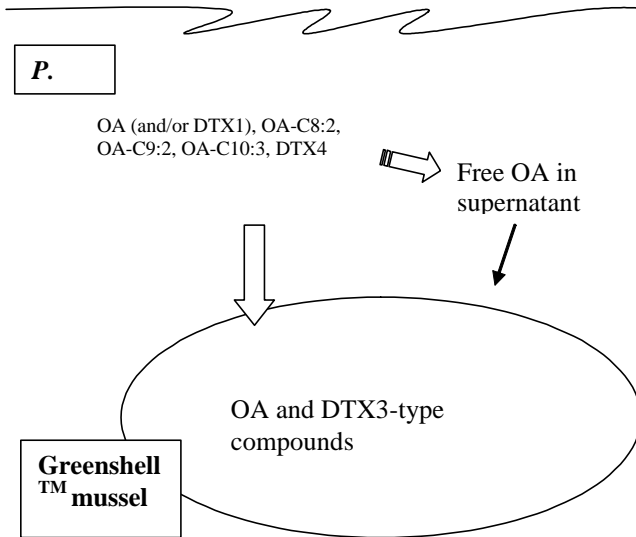 P.
OA (and/or DTX1), OA-C8:2,
OA-C9:2, OA-C10:3, DTX4
Free OA in
supernatant
OA and DTX3-type
compounds
Greenshell
TM mussel